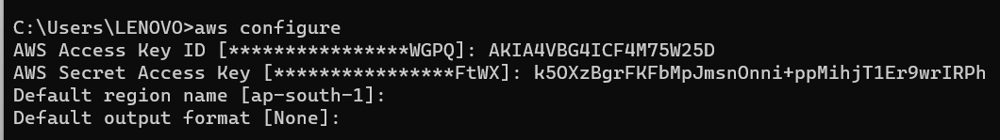 C:\Users\LENOVO>aws configure
AWS Access Key ID [****************WGPQ]: AKIA4VBG4ICF4M75W25D
AWS Secret Access Key [****************FtWX]: 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
Default region name [ap-south-1]:
Default output format [None]: